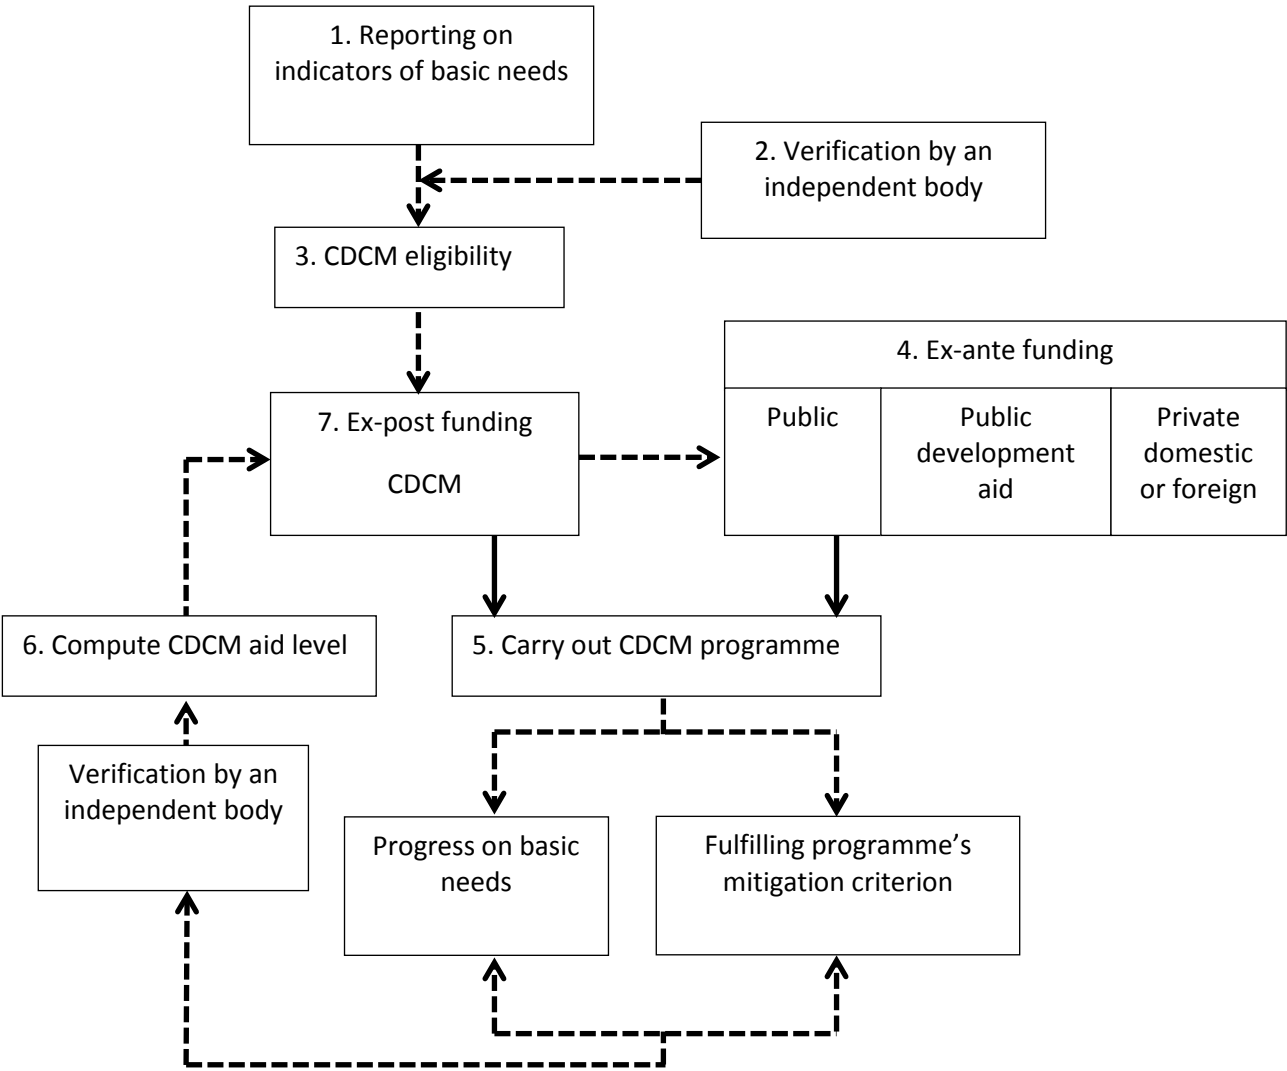 1. Reporting on
indicators of basic needs
2. Verification by an
independent body
3. CDCM eligibility
4. Ex-ante funding
7. Ex-post funding
CDCM
Public
Public
development
aid
Private
domestic
or foreign
6. Compute CDCM aid level
5. Carry out CDCM programme
Verification by an
independent body
Progress on basic
needs
Fulfilling programme’s
mitigation criterion